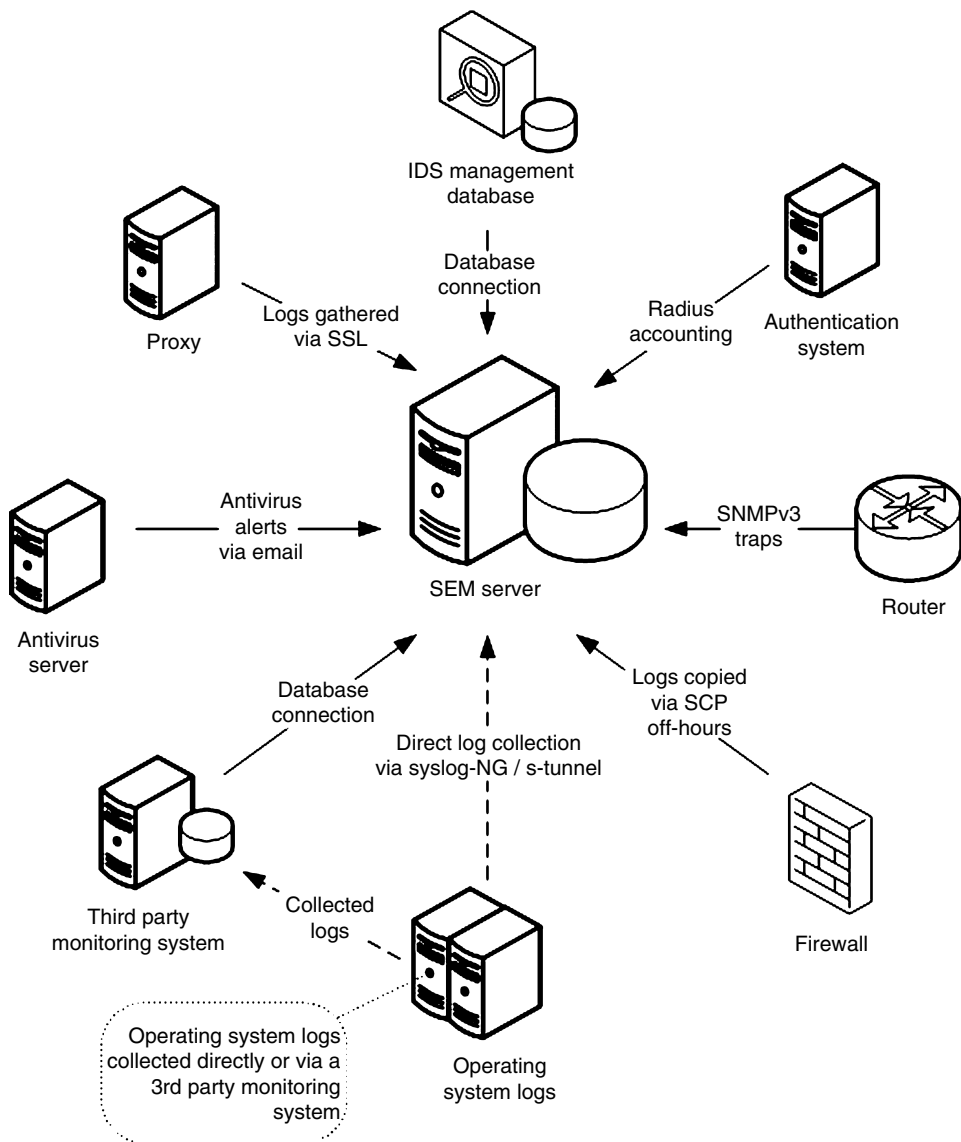 IDS management
database
Database
connection
Proxy
Logs gathered
via SSL
Radius
accounting
Authentication
system
Antivirus
alerts
via email
SEM server
SNMPv3
traps
Router
Antivirus
server
Database
connection
Logs copied
via SCP
off-hours
Direct log collection
via syslog-NG / s-tunnel
Third party
monitoring system
Collected
logs
Firewall
Operating system logs
collected directly or via a
3rd party monitoring
system
Operating
system logs